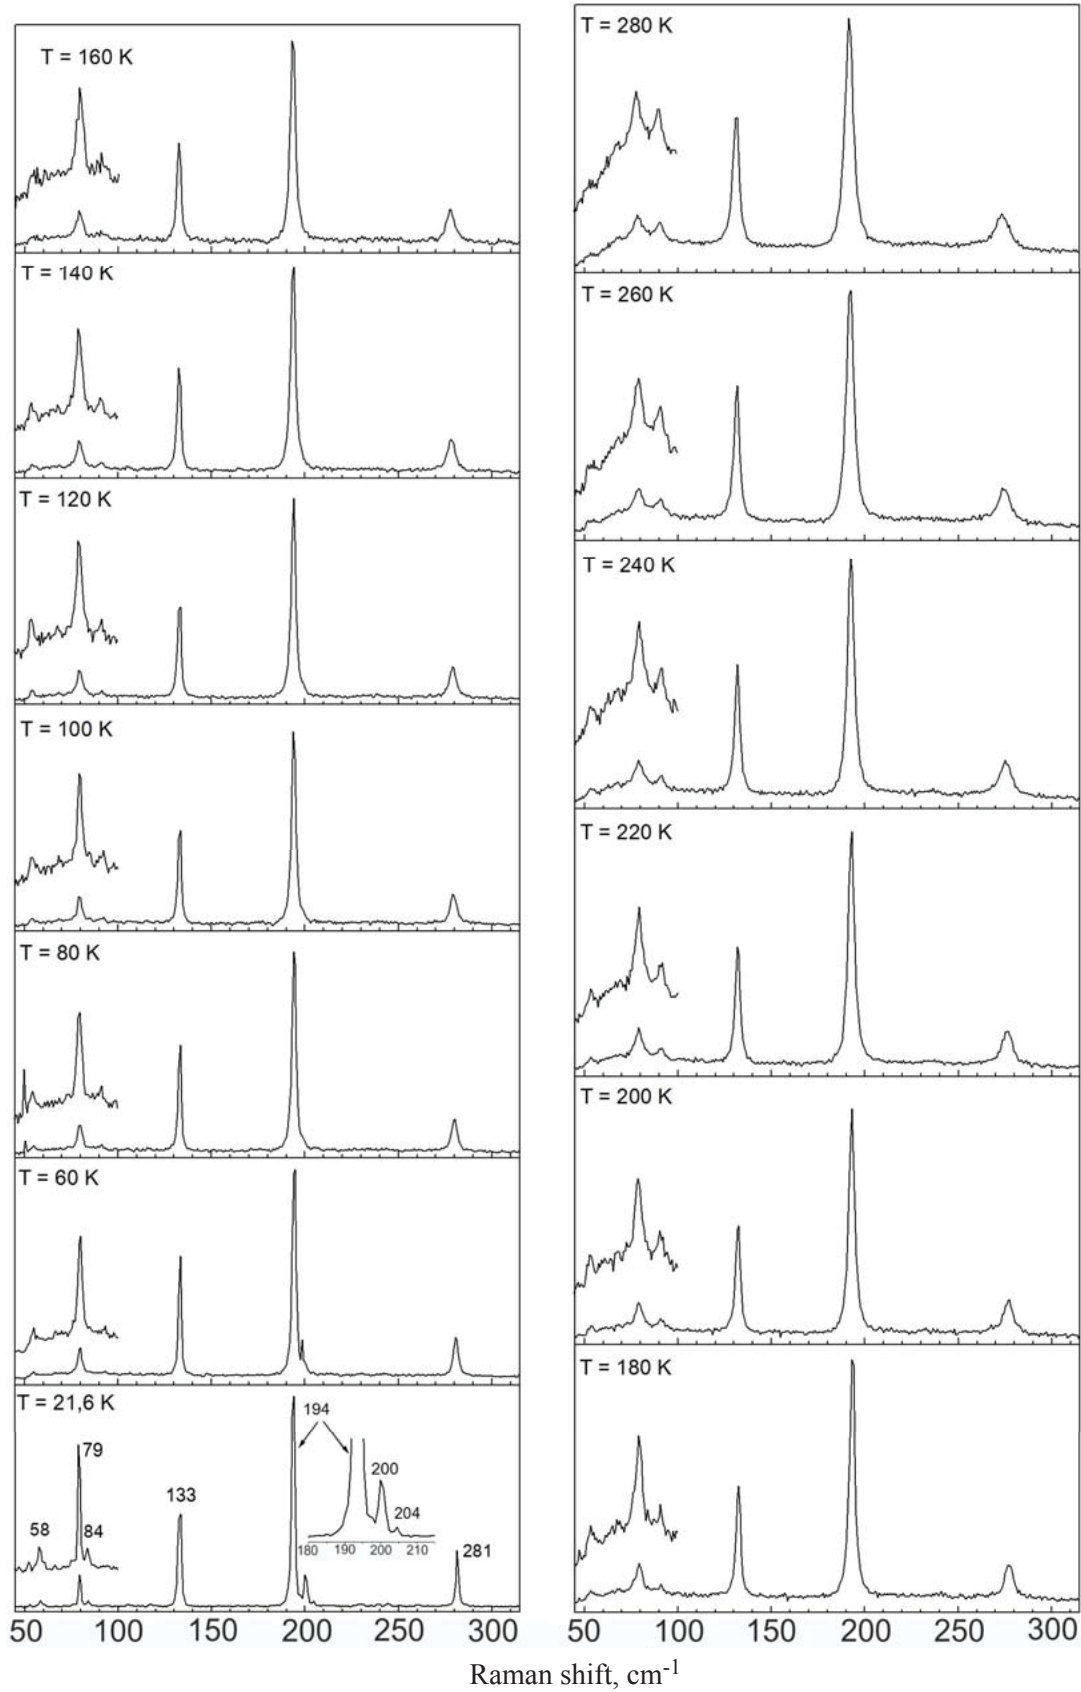 T = 160 K
T = 140 K
T = 120 K
T = 100 K
T = 80 K
T = 60 K
T = 21,6 K
194
79
200
133
204
58
84
281
180 190 200 210
50 100 150 200 250 300
T = 280 K
T = 260 K
T = 240 K
T = 220 K
T = 200 K
T = 180 K
50 100 150 200 250 300
Raman shift, cm-1